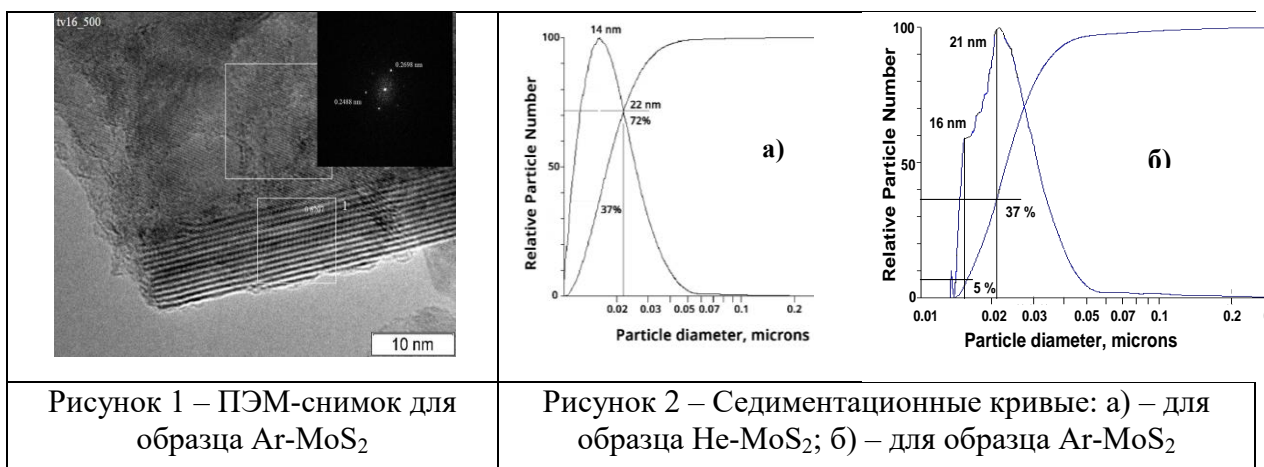 tv16_500
0.2698 nm
0.2488 nm
1
10 nm
Relative Particle Number
100
50
0
14 nm
22 nm
72%
37%
а)
0.02 0.03 0.05 0.07 0.1 0.2
Particle diameter, microns
Relative Particle Number
100
50
0
21 nm
16 nm
37 %
5 %
б)
0.01 0.02 0.03 0.05 0.07 0.1 0.2
Particle diameter, microns
Рисунок 1 – ПЭМ-снимок для
образца Ar-MoS₂
Рисунок 2 – Седиментационные кривые: а) – для
образца He-MoS₂; б) – для образца Ar-MoS₂